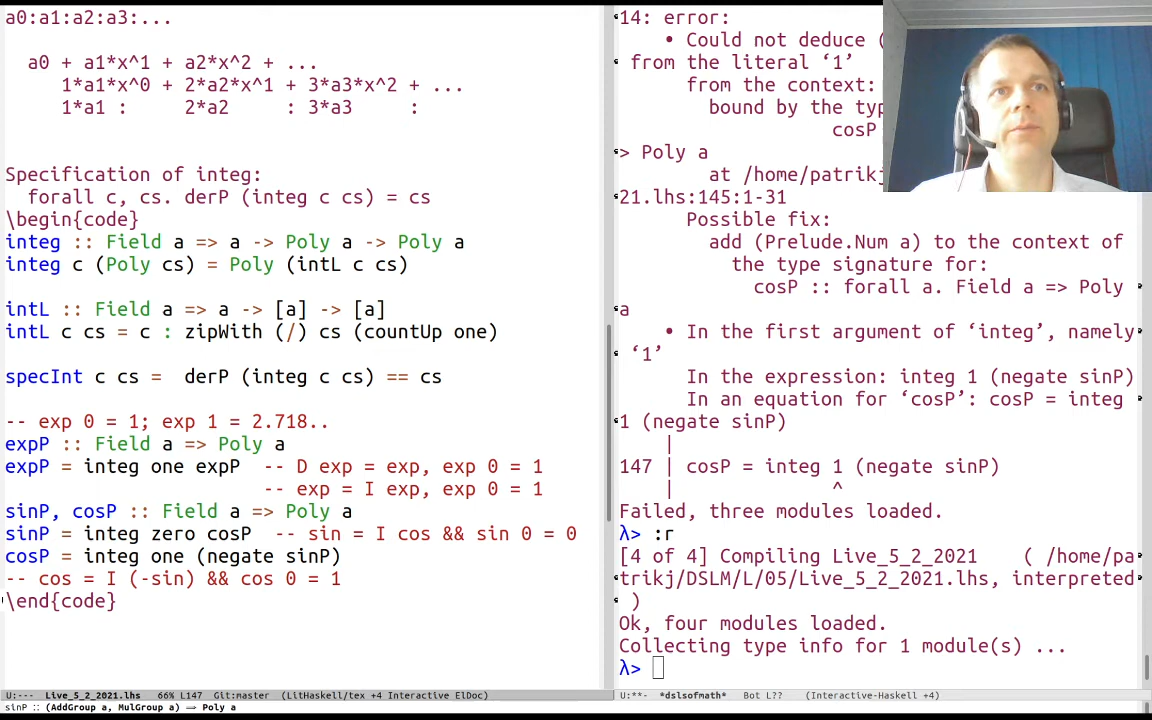 a0:a1:a2:a3:...
a0 + a1*x^1 + a2*x^2 + ...
1*a1*x^0 + 2*a2*x^1 + 3*a3*x^2 + ...
1*a1 : 2*a2 : 3*a3 :
Specification of integ:
forall c, cs. derP (integ c cs) = cs
\begin{code}
integ :: Field a => a -> Poly a -> Poly a
integ c (Poly cs) = Poly (intL c cs)
intL :: Field a => a -> [a] -> [a]
intL c cs = c : zipWith (/) cs (countUp one)
specInt c cs =  derP (integ c cs) == cs
-- exp 0 = 1; exp 1 = 2.718..
expP :: Field a => Poly a
expP = integ one expP  -- D exp = exp, exp 0 = 1
-- exp = I exp, exp 0 = 1
sinP, cosP :: Field a => Poly a
sinP = integ zero cosP  -- sin = I cos && sin 0 = 0
cosP = integ one (negate sinP)
-- cos = I (-sin) && cos 0 = 1
\end{code}
U:---  Live_5_2_2021.lhs   66% L147  Git:master  (LitHaskell/tex +4 Interactive ElDoc)
sinP :: (AddGroup a, MulGroup a) => Poly a
14: error:
• Could not deduce (
from the literal ‘1’
from the context:
bound by the typ
cosP
> Poly a
at /home/patrikj
21.lhs:145:1-31
Possible fix:
add (Prelude.Num a) to the context of
the type signature for:
cosP :: forall a. Field a => Poly
a
• In the first argument of ‘integ’, namely
‘1’
In the expression: integ 1 (negate sinP)
In an equation for ‘cosP’: cosP = integ
1 (negate sinP)
|
147 | cosP = integ 1 (negate sinP)
|              ^
Failed, three modules loaded.
λ> :r
[4 of 4] Compiling Live_5_2_2021    ( /home/pa
trikj/DSLM/L/05/Live_5_2_2021.lhs, interpreted
)
Ok, four modules loaded.
Collecting type info for 1 module(s) ...
λ>
U:**-  *dslsofmath*   Bot L??    (Interactive-Haskell +4)